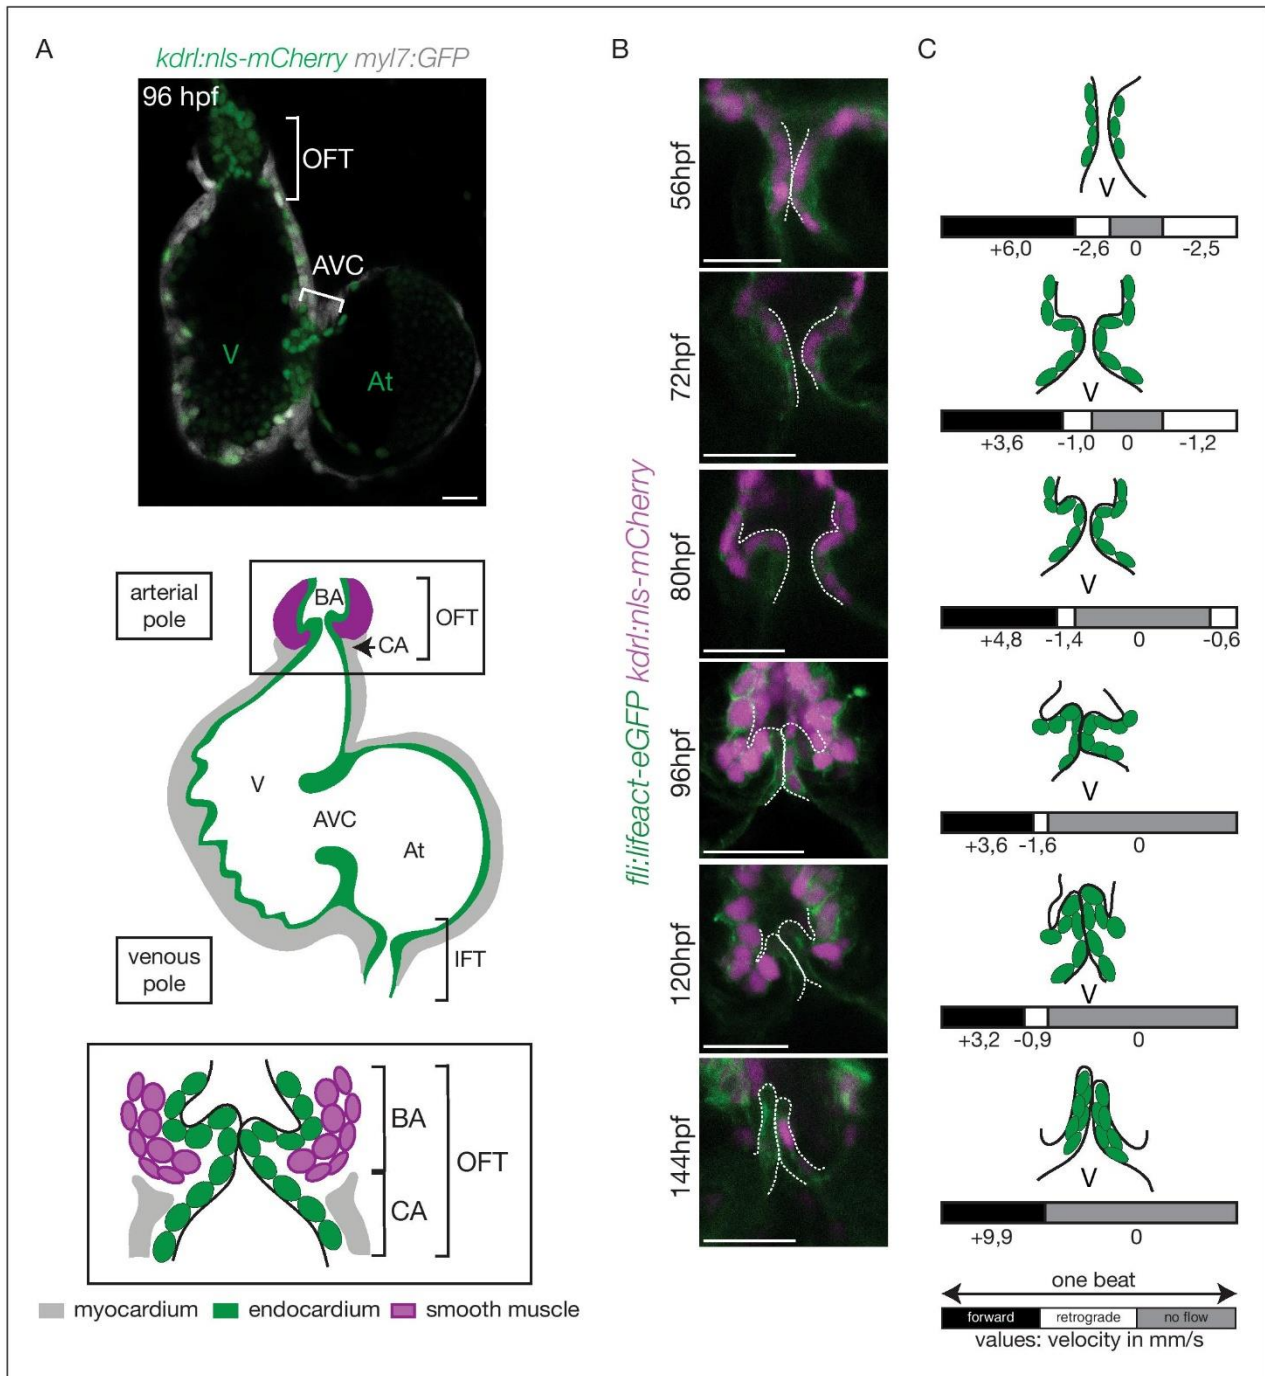 A
kdrl:nls-mCherry myl7:GFP
96 hpf
OFT
AVC
V
At
arterial
pole
BA
OFT
CA
V
AVC
At
venous
pole
IFT
BA
OFT
CA
myocardium endocardium smooth muscle
B
fli:lifeact-eGFP kdrl:nls-mCherry
56hpf
72hpf
80hpf
96hpf
120hpf
144hpf
C
V
+6,0 -2,6 0 -2,5
V
+3,6 -1,0 0 -1,2
V
+4,8 -1,4 0 -0,6
V
+3,6 -1,6 0
V
+3,2 -0,9 0
V
+9,9 0
one beat
forward retrograde no flow
values: velocity in mm/s